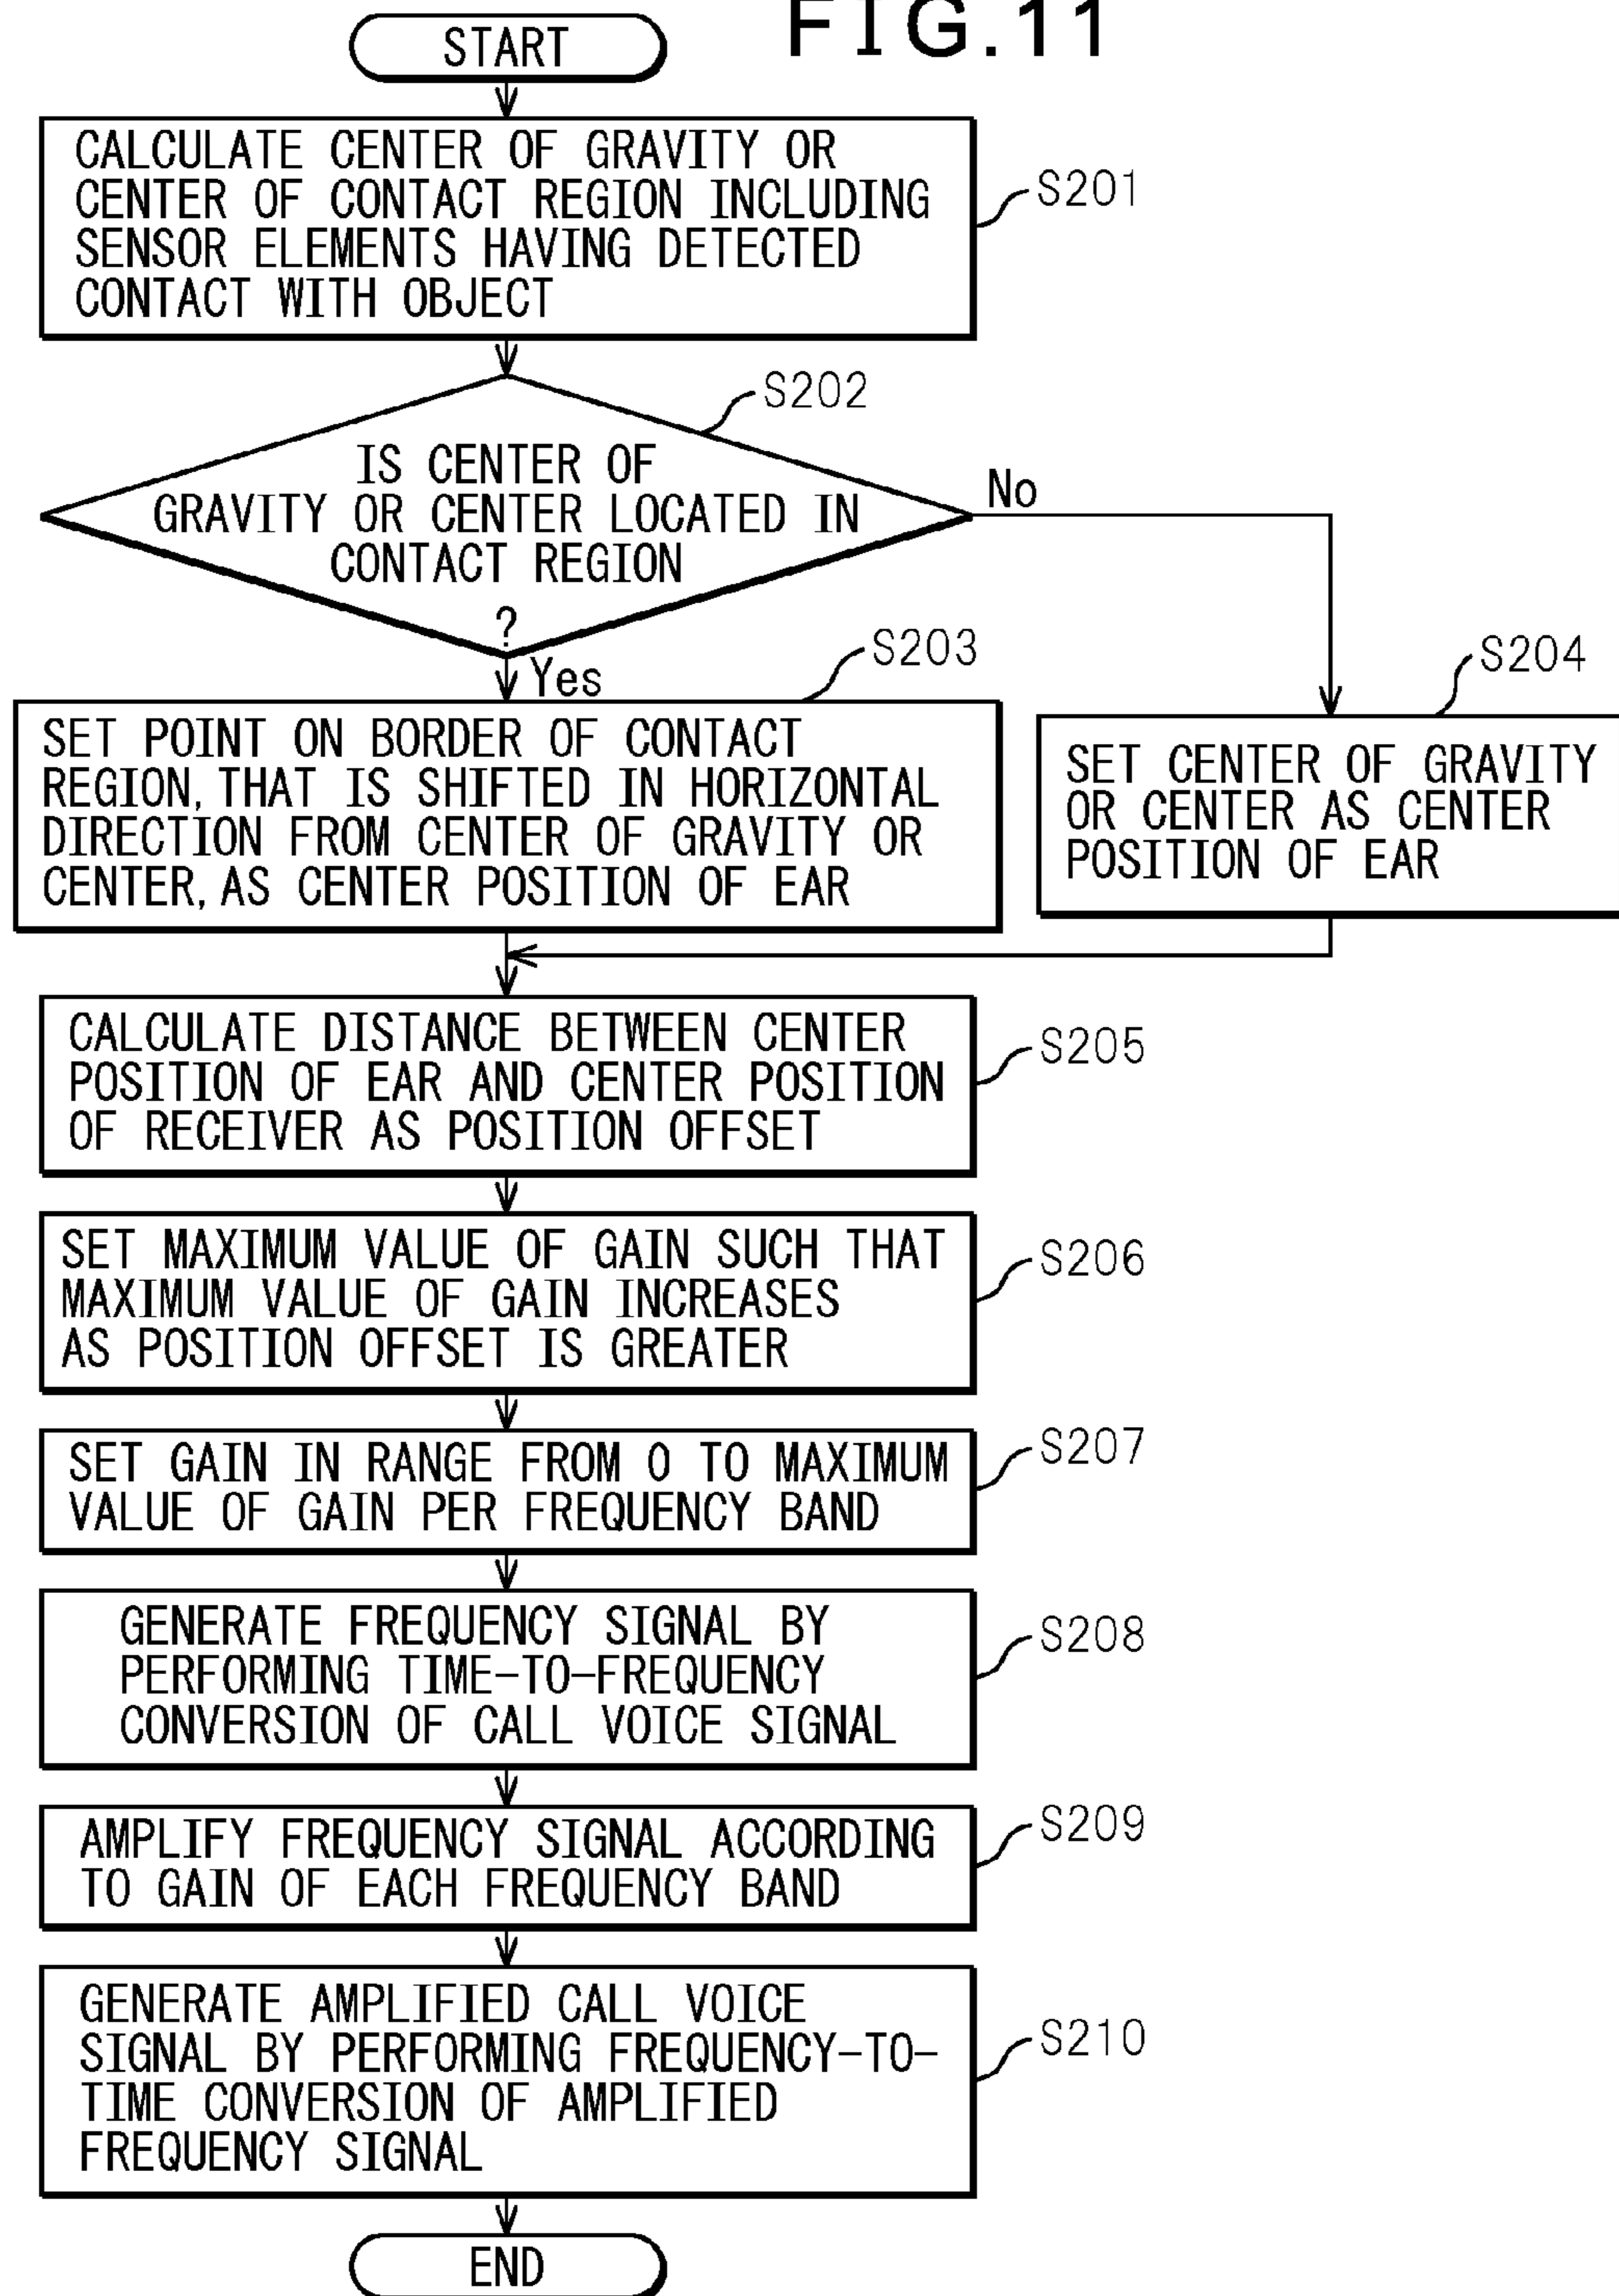 FIG.11
START
CALCULATE CENTER OF GRAVITY OR
CENTER OF CONTACT REGION INCLUDING
SENSOR ELEMENTS HAVING DETECTED
CONTACT WITH OBJECT
S201
S202
IS CENTER OF
GRAVITY OR CENTER LOCATED IN
CONTACT REGION
?
No
Yes
S203
SET POINT ON BORDER OF CONTACT
REGION, THAT IS SHIFTED IN HORIZONTAL
DIRECTION FROM CENTER OF GRAVITY OR
CENTER, AS CENTER POSITION OF EAR
S204
SET CENTER OF GRAVITY
OR CENTER AS CENTER
POSITION OF EAR
CALCULATE DISTANCE BETWEEN CENTER
POSITION OF EAR AND CENTER POSITION
OF RECEIVER AS POSITION OFFSET
S205
SET MAXIMUM VALUE OF GAIN SUCH THAT
MAXIMUM VALUE OF GAIN INCREASES
AS POSITION OFFSET IS GREATER
S206
SET GAIN IN RANGE FROM 0 TO MAXIMUM
VALUE OF GAIN PER FREQUENCY BAND
S207
GENERATE FREQUENCY SIGNAL BY
PERFORMING TIME-TO-FREQUENCY
CONVERSION OF CALL VOICE SIGNAL
S208
AMPLIFY FREQUENCY SIGNAL ACCORDING
TO GAIN OF EACH FREQUENCY BAND
S209
GENERATE AMPLIFIED CALL VOICE
SIGNAL BY PERFORMING FREQUENCY-TO-
TIME CONVERSION OF AMPLIFIED
FREQUENCY SIGNAL
S210
END